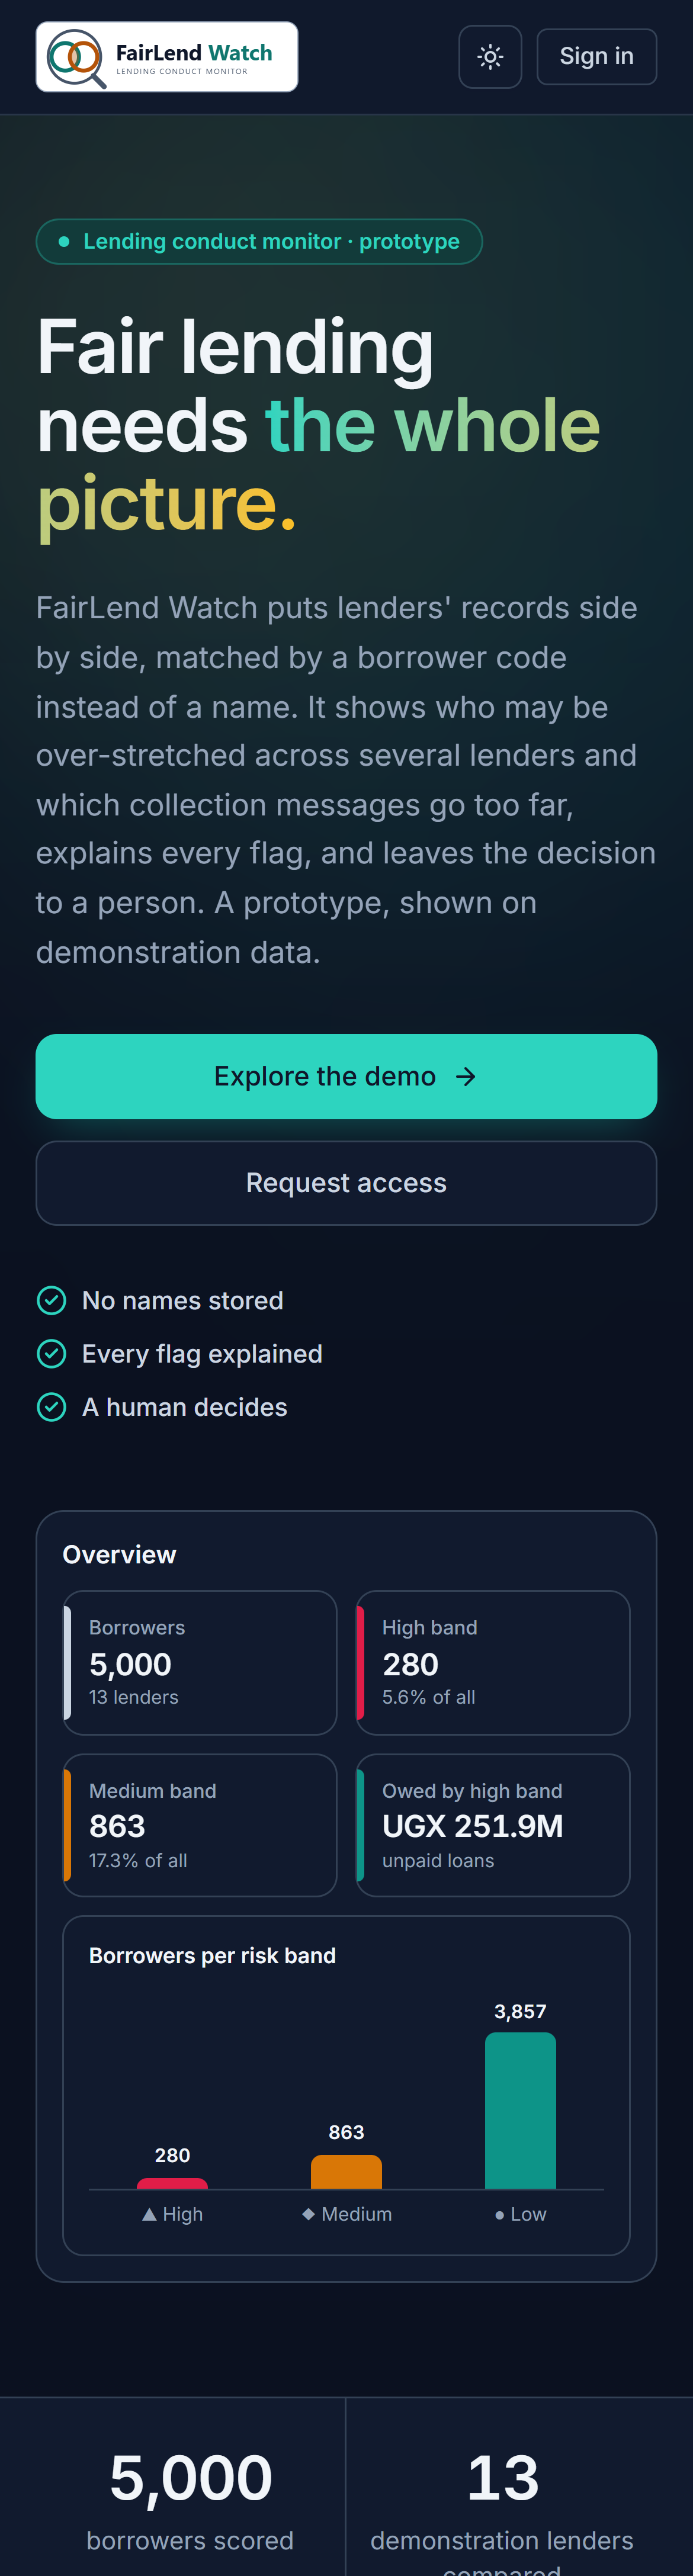 FairLend Watch
LENDING CONDUCT MONITOR
Sign in
Lending conduct monitor · prototype
Fair lending
needs the whole
picture.
FairLend Watch puts lenders' records side
by side, matched by a borrower code
instead of a name. It shows who may be
over-stretched across several lenders and
which collection messages go too far,
explains every flag, and leaves the decision
to a person. A prototype, shown on
demonstration data.
Explore the demo →
Request access
No names stored
Every flag explained
A human decides
Overview
Borrowers
5,000
13 lenders
High band
280
5.6% of all
Medium band
863
17.3% of all
Owed by high band
UGX 251.9M
unpaid loans
Borrowers per risk band
280
863
3,857
▲ High
◆ Medium
● Low
5,000
borrowers scored
13
demonstration lenders
compared